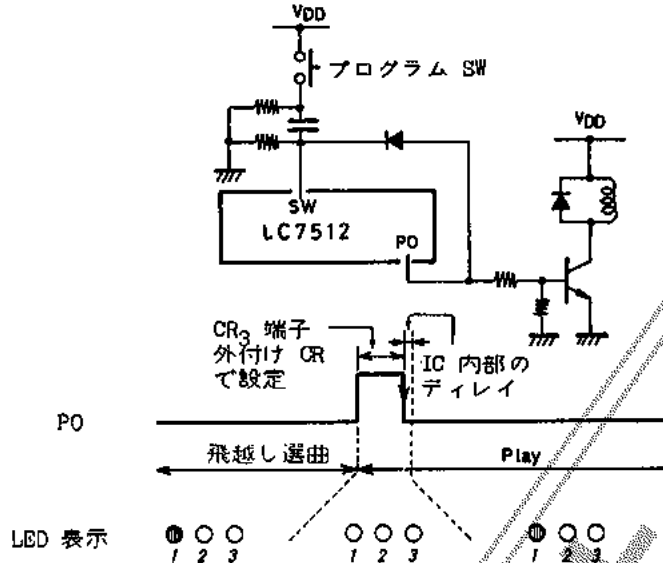 VDD
プログラム SW
VDD
SW
LC7512
PO
CR3 端子
外付け CR
で設定
IC 内部の
ディレイ
PO
飛越し選曲
Play
LED 表示
1 2 3
1 2 3
1 2 3